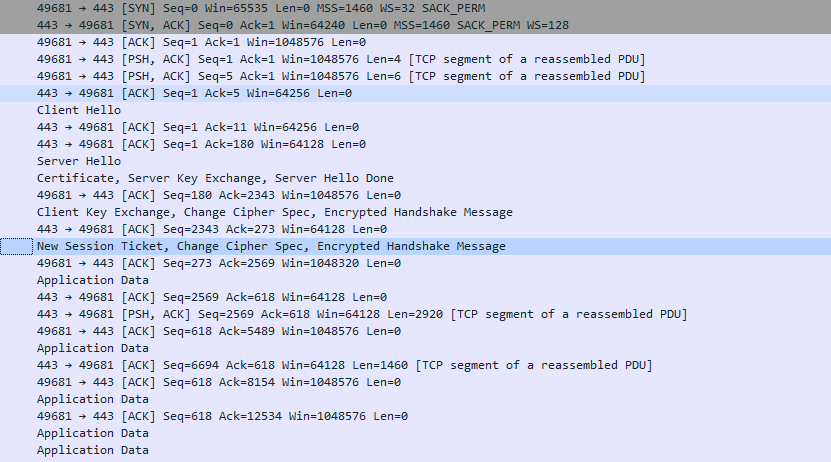 49681 → 443 [SYN] Seq=0 Win=65535 Len=0 MSS=1460 WS=32 SACK_PERM
443 → 49681 [SYN, ACK] Seq=0 Ack=1 Win=64240 Len=0 MSS=1460 SACK_PERM WS=128
49681 → 443 [ACK] Seq=1 Ack=1 Win=1048576 Len=0
49681 → 443 [PSH, ACK] Seq=1 Ack=1 Win=1048576 Len=4 [TCP segment of a reassembled PDU]
49681 → 443 [PSH, ACK] Seq=5 Ack=1 Win=1048576 Len=6 [TCP segment of a reassembled PDU]
443 → 49681 [ACK] Seq=1 Ack=5 Win=64256 Len=0
Client Hello
443 → 49681 [ACK] Seq=1 Ack=11 Win=64256 Len=0
443 → 49681 [ACK] Seq=1 Ack=180 Win=64128 Len=0
Server Hello
Certificate, Server Key Exchange, Server Hello Done
49681 → 443 [ACK] Seq=180 Ack=2343 Win=1048576 Len=0
Client Key Exchange, Change Cipher Spec, Encrypted Handshake Message
443 → 49681 [ACK] Seq=2343 Ack=273 Win=64128 Len=0
New Session Ticket, Change Cipher Spec, Encrypted Handshake Message
49681 → 443 [ACK] Seq=273 Ack=2569 Win=1048320 Len=0
Application Data
443 → 49681 [ACK] Seq=2569 Ack=618 Win=64128 Len=0
443 → 49681 [PSH, ACK] Seq=2569 Ack=618 Win=64128 Len=2920 [TCP segment of a reassembled PDU]
49681 → 443 [ACK] Seq=618 Ack=5489 Win=1048576 Len=0
Application Data
443 → 49681 [ACK] Seq=6694 Ack=618 Win=64128 Len=1460 [TCP segment of a reassembled PDU]
49681 → 443 [ACK] Seq=618 Ack=8154 Win=1048576 Len=0
Application Data
49681 → 443 [ACK] Seq=618 Ack=12534 Win=1048576 Len=0
Application Data
Application Data